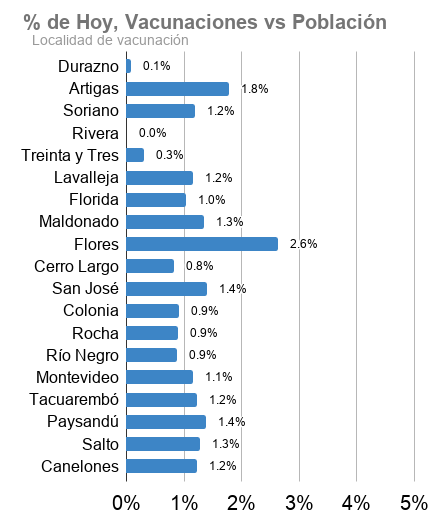 % de Hoy, Vacunaciones vs Población
Localidad de vacunación
Durazno 0.1%
Artigas 1.8%
Soriano 1.2%
Rivera 0.0%
Treinta y Tres 0.3%
Lavalleja 1.2%
Florida 1.0%
Maldonado 1.3%
Flores 2.6%
Cerro Largo 0.8%
San José 1.4%
Colonia 0.9%
Rocha 0.9%
Río Negro 0.9%
Montevideo 1.1%
Tacuarembó 1.2%
Paysandú 1.4%
Salto 1.3%
Canelones 1.2%
0% 1% 2% 3% 4% 5%